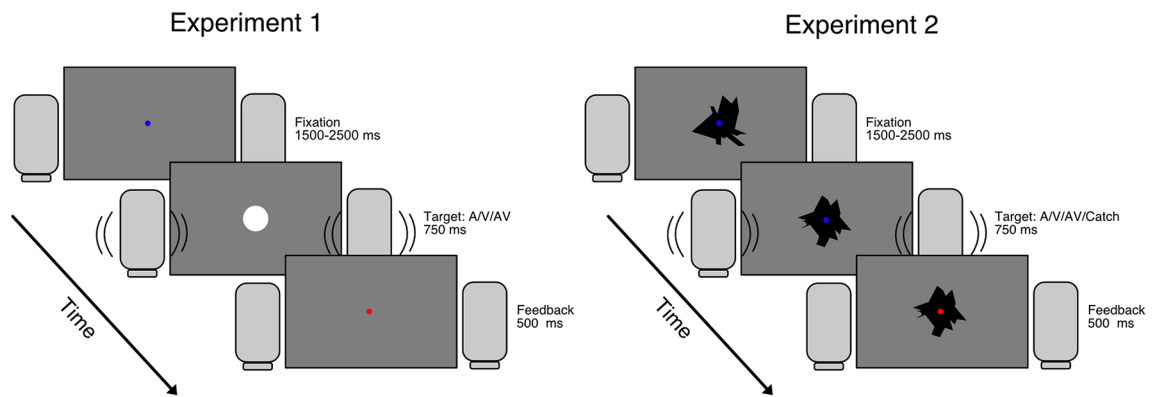 Experiment 1
Fixation
1500-2500 ms
Target: A/V/AV
750 ms
Feedback
500 ms
Time
Experiment 2
Fixation
1500-2500 ms
Target: A/V/AV/Catch
750 ms
Feedback
500 ms
Time